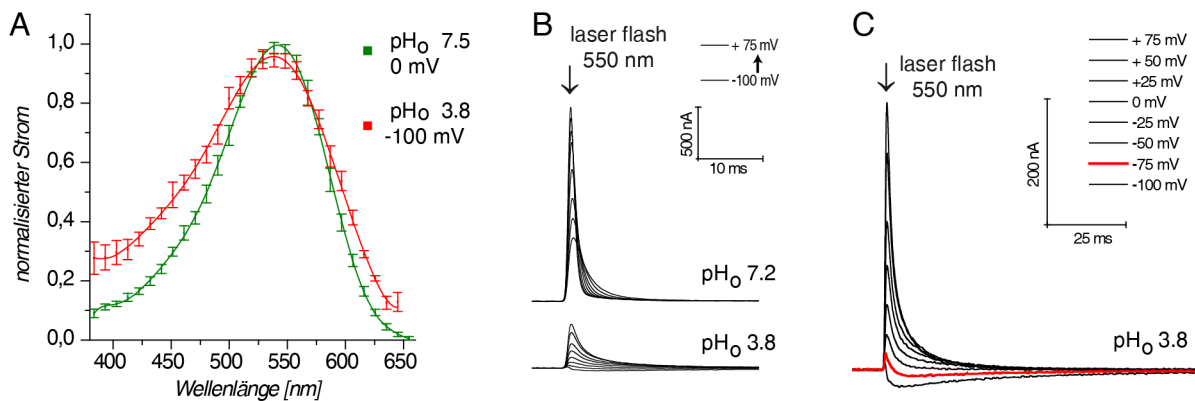 A
normalisierter Strom
1,0
0,8
0,6
0,4
0,2
0,0
400
450
500
550
600
650
Wellenlänge [nm]
pHo 7.5
0 mV
pHo 3.8
-100 mV
B
laser flash
550 nm
+ 75 mV
-100 mV
500 nA
10 ms
pHo 7.2
pHo 3.8
C
laser flash
550 nm
+ 75 mV
+ 50 mV
+25 mV
0 mV
-25 mV
-50 mV
-75 mV
-100 mV
200 nA
25 ms
pHo 3.8